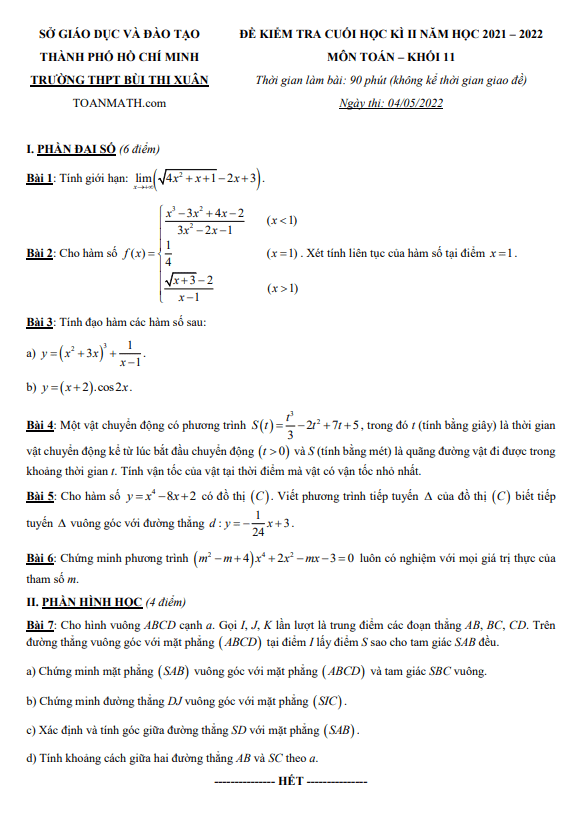 SỞ GIÁO DỤC VÀ ĐÀO TẠO
THÀNH PHỐ HỒ CHÍ MINH
TRƯỜNG THPT BÙI THỊ XUÂN
TOANMATH.com
ĐỀ KIỂM TRA CUỐI HỌC KÌ II NĂM HỌC 2021 – 2022
MÔN TOÁN – KHỐI 11
Thời gian làm bài: 90 phút (không kể thời gian giao đề)
Ngày thi: 04/05/2022
I. PHẦN ĐẠI SỐ (6 điểm)
Bài 1: Tính giới hạn: $\lim_{x \to +\infty} \left( \sqrt{4x^2 + x + 1} - 2x + 3 \right)$.
Bài 2: Cho hàm số $f(x) = \begin{cases} \frac{x^3 - 3x^2 + 4x - 2}{3x^2 - 2x - 1} & (x < 1) \\ \frac{1}{4} & (x = 1) \\ \frac{\sqrt{x + 3} - 2}{x - 1} & (x > 1) \end{cases}$. Xét tính liên tục của hàm số tại điểm $x = 1$.
Bài 3: Tính đạo hàm các hàm số sau:
a) $y = (x^2 + 3x)^3 + \frac{1}{x - 1}$.
b) $y = (x + 2).\cos 2x$.
Bài 4: Một vật chuyển động có phương trình $S(t) = \frac{t^3}{3} - 2t^2 + 7t + 5$, trong đó t (tính bằng giây) là thời gian
vật chuyển động kể từ lúc bắt đầu chuyển động $(t > 0)$ và S (tính bằng mét) là quãng đường vật đi được trong
khoảng thời gian t. Tính vận tốc của vật tại thời điểm mà vật có vận tốc nhỏ nhất.
Bài 5: Cho hàm số $y = x^4 - 8x + 2$ có đồ thị $(C)$. Viết phương trình tiếp tuyến $\Delta$ của đồ thị $(C)$ biết tiếp
tuyến $\Delta$ vuông góc với đường thẳng $d: y = -\frac{1}{24}x + 3$.
Bài 6: Chứng minh phương trình $(m^2 - m + 4)x^4 + 2x^2 - mx - 3 = 0$ luôn có nghiệm với mọi giá trị thực của
tham số m.
II. PHẦN HÌNH HỌC (4 điểm)
Bài 7: Cho hình vuông ABCD cạnh a. Gọi I, J, K lần lượt là trung điểm các đoạn thẳng AB, BC, CD. Trên
đường thẳng vuông góc với mặt phẳng (ABCD) tại điểm I lấy điểm S sao cho tam giác SAB đều.
a) Chứng minh mặt phẳng (SAB) vuông góc với mặt phẳng (ABCD) và tam giác SBC vuông.
b) Chứng minh đường thẳng DJ vuông góc với mặt phẳng (SIC).
c) Xác định và tính góc giữa đường thẳng SD với mặt phẳng (SAB).
d) Tính khoảng cách giữa hai đường thẳng AB và SC theo a.
--------------- HẾT ---------------